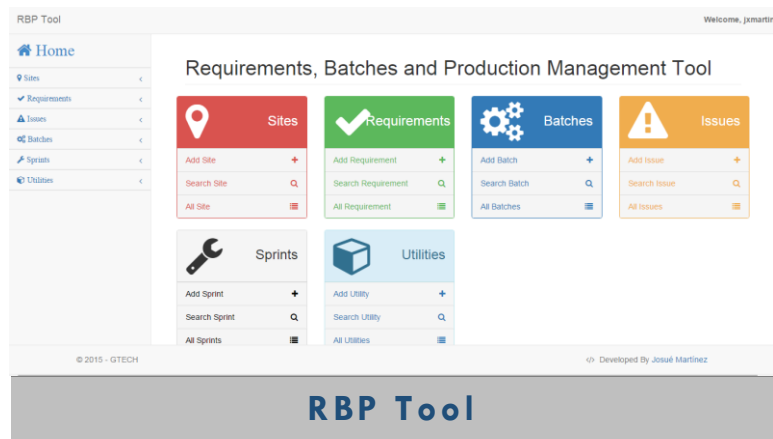 RBP Tool
Welcome, jxmartin
Home
Sites
Requirements
Issues
Batches
Sprints
Utilities
Requirements, Batches and Production Management Tool
Sites
Add Site
Search Site
All Site
Requirements
Add Requirement
Search Requirement
All Requirement
Batches
Add Batch
Search Batch
All Batches
Issues
Add Issue
Search Issue
All Issues
Sprints
Add Sprint
Search Sprint
All Sprints
Utilities
Add Utility
Search Utility
All Utilities
© 2015 - GTECH
</> Developed By Josué Martínez
RBP Tool